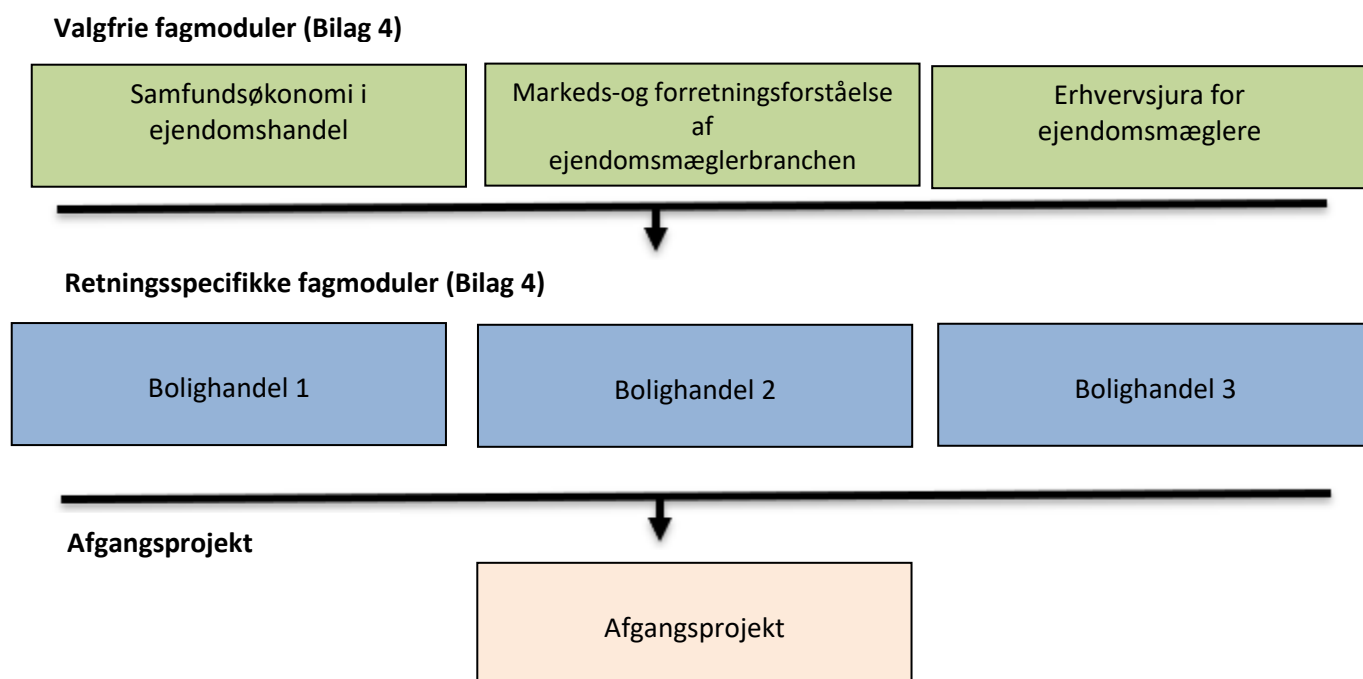 Valgfrie fagmoduler (Bilag 4)
Samfundsøkonomi i
ejendomshandel
Markeds-og forretningsforståelse
af
ejendomsmæglerbranchen
Erhvervsjura for
ejendomsmæglere
Retningsspecifikke fagmoduler (Bilag 4)
Bolighandel 1
Bolighandel 2
Bolighandel 3
Afgangsprojekt
Afgangsprojekt